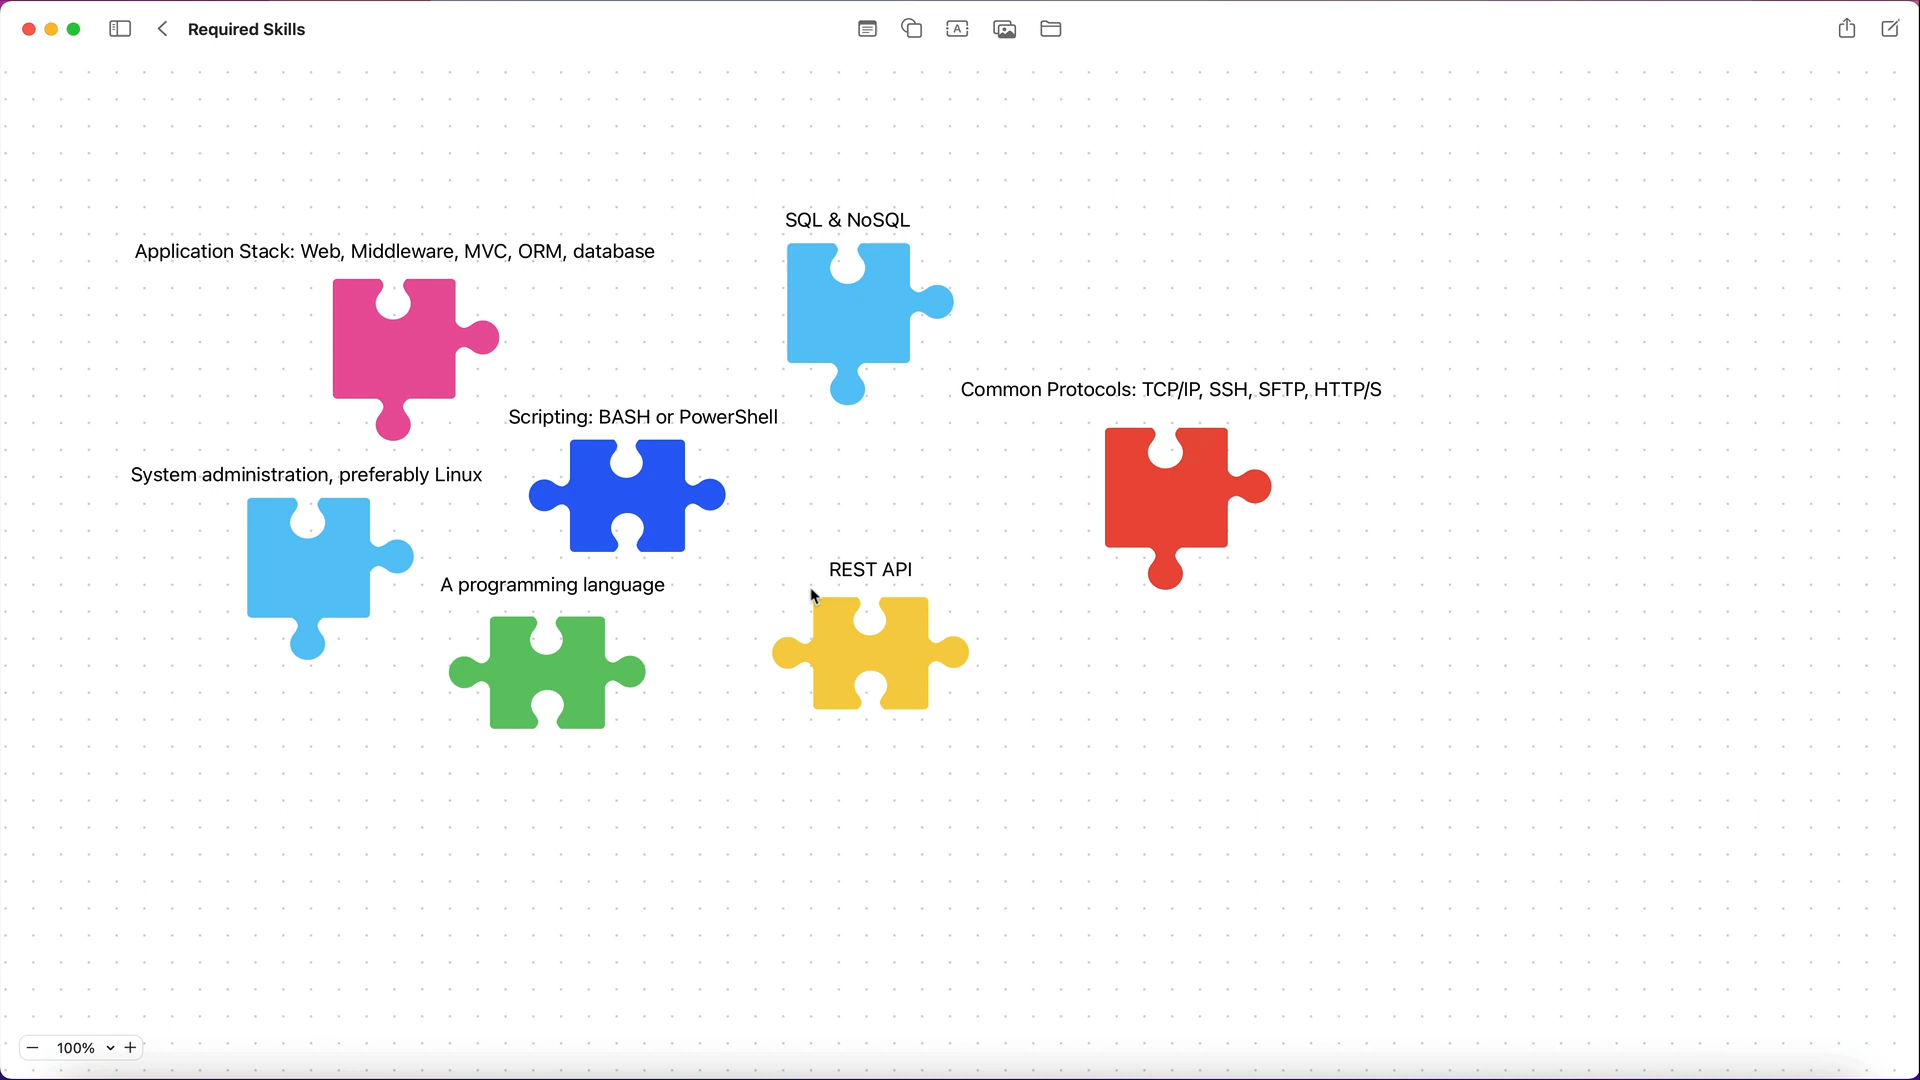 Required Skills
A
SQL & NoSQL
Application Stack: Web, Middleware, MVC, ORM, database
Common Protocols: TCP/IP, SSH, SFTP, HTTP/S
Scripting: BASH or PowerShell
System administration, preferably Linux
REST API
A programming language
100%